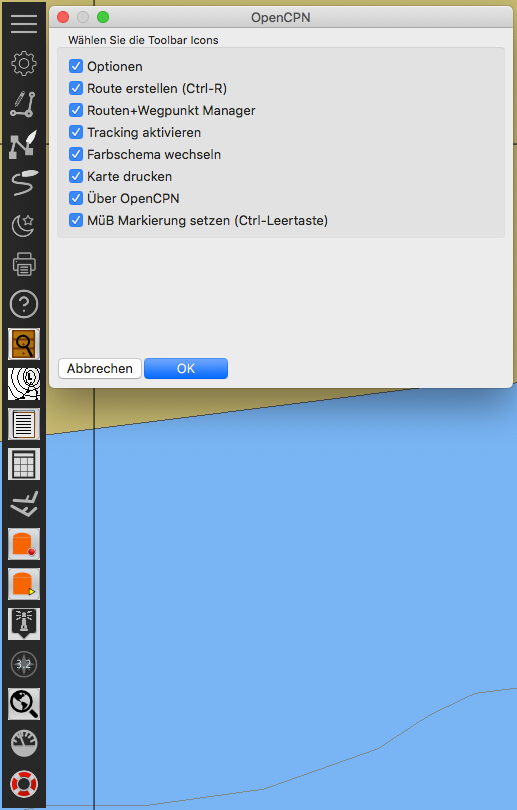 OpenCPN
Wählen Sie die Toolbar Icons
Optionen
Route erstellen (Ctrl-R)
Routen+Wegpunkt Manager
Tracking aktivieren
Farbschema wechseln
Karte drucken
Über OpenCPN
MüB Markierung setzen (Ctrl-Leertaste)
Abbrechen
OK
3.2